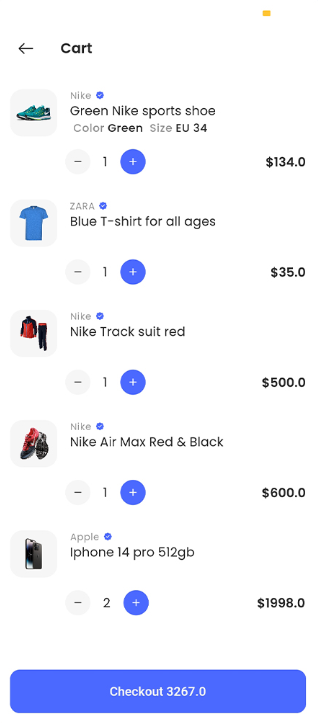 Cart
Nike
Green Nike sports shoe
Color Green Size EU 34
1
$134.0
ZARA
Blue T-shirt for all ages
1
$35.0
Nike
Nike Track suit red
1
$500.0
Nike
Nike Air Max Red & Black
1
$600.0
Apple
Iphone 14 pro 512gb
2
$1998.0
Checkout 3267.0